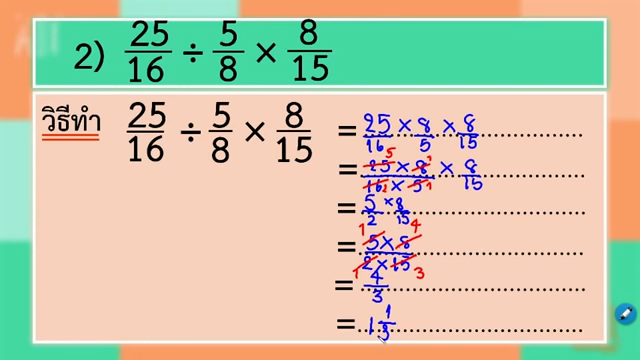 2) 25/16 ÷ 5/8 × 8/15
วิธีทำ 25/16 ÷ 5/8 × 8/15 = 25/16 × 8/5 × 8/15
= (25 × 8)/(16 × 5) × 8/15
= 5/2 × 8/15
= (5 × 8)/(2 × 15)
= 4/3
= 1 1/3